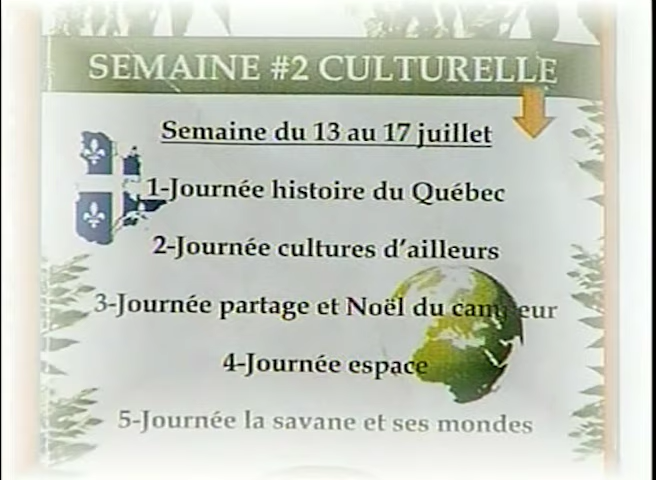 SEMAINE #2 CULTURELLE
Semaine du 13 au 17 juillet
1-Journée histoire du Québec
2-Journée cultures d'ailleurs
3-Journée partage et Noël du campeur
4-Journée espace
5-Journée la savane et ses mondes